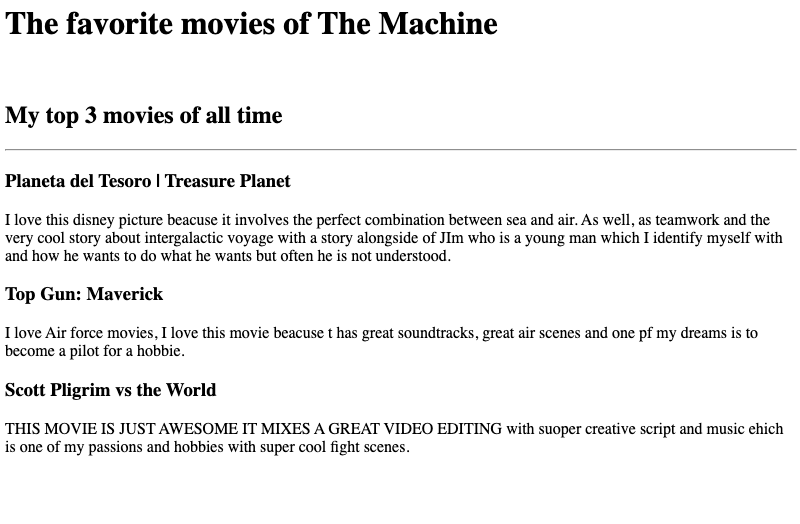 The favorite movies of The Machine
My top 3 movies of all time
Planeta del Tesoro | Treasure Planet
I love this disney picture beacuse it involves the perfect combination between sea and air. As well, as teamwork and the
very cool story about intergalactic voyage with a story alongside of JIm who is a young man which I identify myself with
and how he wants to do what he wants but often he is not understood.
Top Gun: Maverick
I love Air force movies, I love this movie beacuse t has great soundtracks, great air scenes and one pf my dreams is to
become a pilot for a hobbie.
Scott Pligrim vs the World
THIS MOVIE IS JUST AWESOME IT MIXES A GREAT VIDEO EDITING with suoper creative script and music ehich
is one of my passions and hobbies with super cool fight scenes.